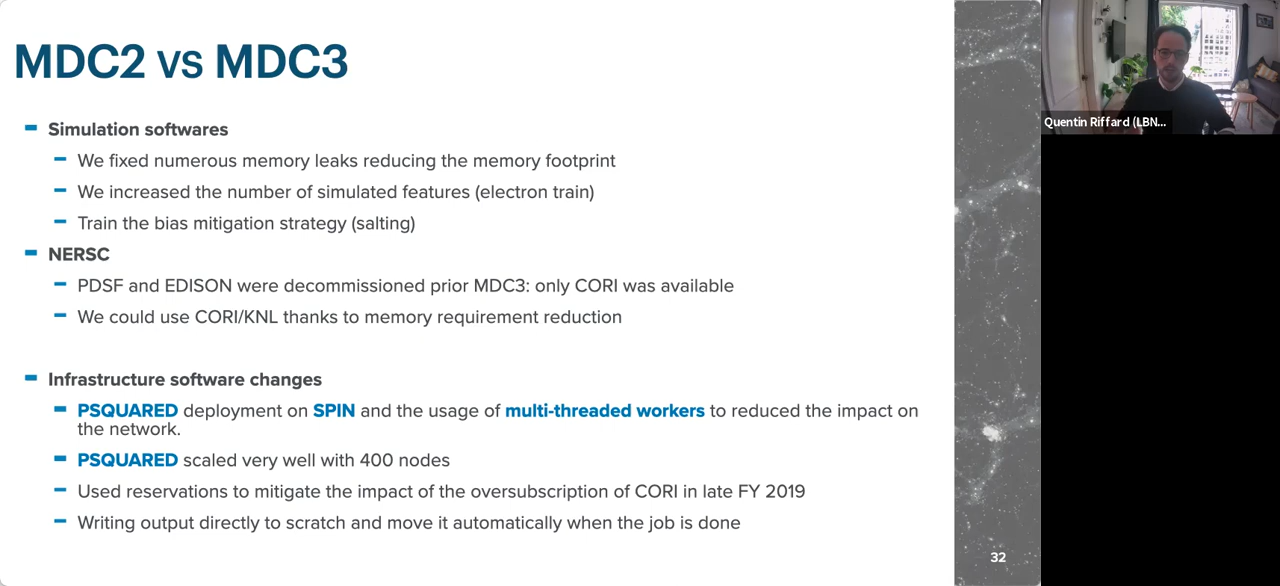 MDC2 vs MDC3
Simulation softwares
We fixed numerous memory leaks reducing the memory footprint
We increased the number of simulated features (electron train)
Train the bias mitigation strategy (salting)
NERSC
PDSF and EDISON were decommissioned prior MDC3: only CORI was available
We could use CORI/KNL thanks to memory requirement reduction
Infrastructure software changes
PSQUARED deployment on SPIN and the usage of multi-threaded workers to reduced the impact on
the network.
PSQUARED scaled very well with 400 nodes
Used reservations to mitigate the impact of the oversubscription of CORI in late FY 2019
Writing output directly to scratch and move it automatically when the job is done
32
Quentin Riffard (LBN...